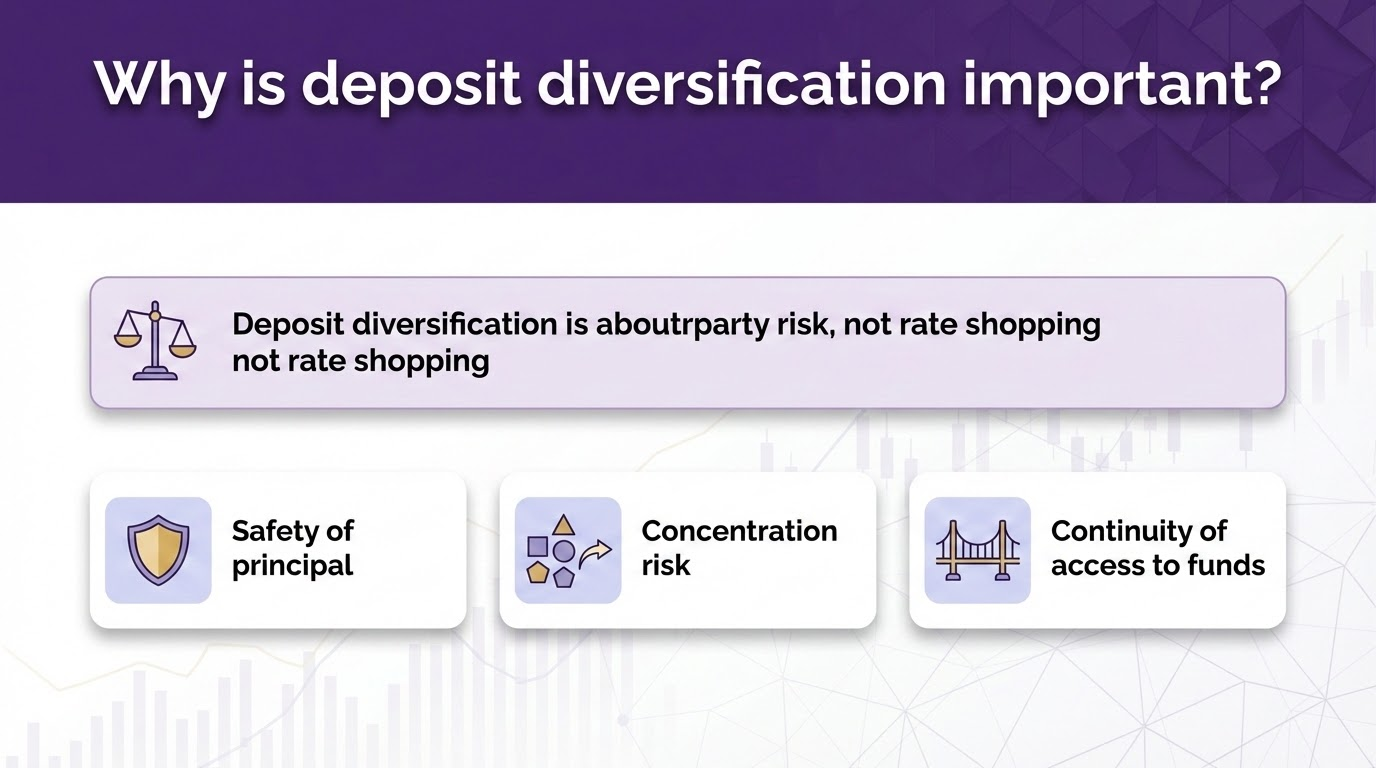 Why is deposit diversification important?
Deposit diversification is aboutrparty risk, not rate shopping
not rate shopping
Safety of
principal
Concentration
risk
Continuity of
access to funds